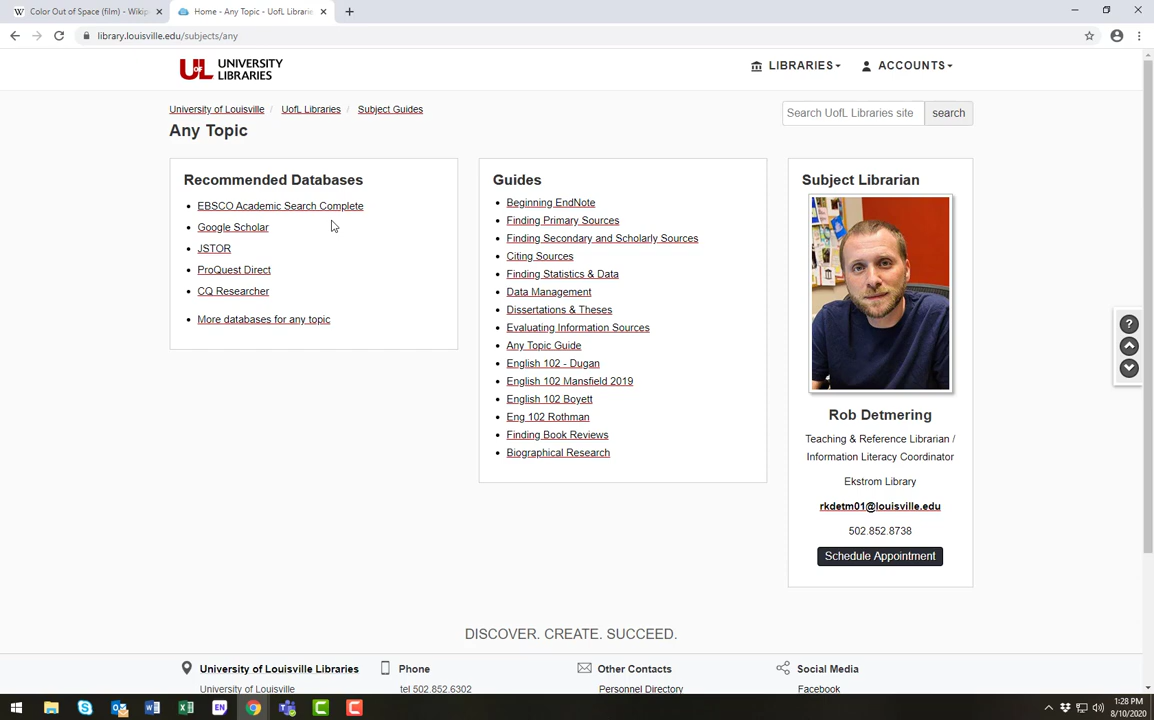 Color Out of Space (film) - Wikip
Home - Any Topic - UofL Librarie
library.louisville.edu/subjects/any
UofL UNIVERSITY LIBRARIES
LIBRARIES
ACCOUNTS
University of Louisville / UofL Libraries / Subject Guides
Search UofL Libraries site
search
Any Topic
Recommended Databases
EBSCO Academic Search Complete
Google Scholar
JSTOR
ProQuest Direct
CQ Researcher
More databases for any topic
Guides
Beginning EndNote
Finding Primary Sources
Finding Secondary and Scholarly Sources
Citing Sources
Finding Statistics & Data
Data Management
Dissertations & Theses
Evaluating Information Sources
Any Topic Guide
English 102 - Dugan
English 102 Mansfield 2019
English 102 Boyett
Eng 102 Rothman
Finding Book Reviews
Biographical Research
Subject Librarian
Rob Detmering
Teaching & Reference Librarian /
Information Literacy Coordinator
Ekstrom Library
rkdetm01@louisville.edu
502.852.8738
Schedule Appointment
?
DISCOVER. CREATE. SUCCEED.
University of Louisville Libraries
University of Louisville
Phone
tel 502.852.6302
Other Contacts
Personnel Directory
Social Media
Facebook
EN
1:28 PM
8/10/2020